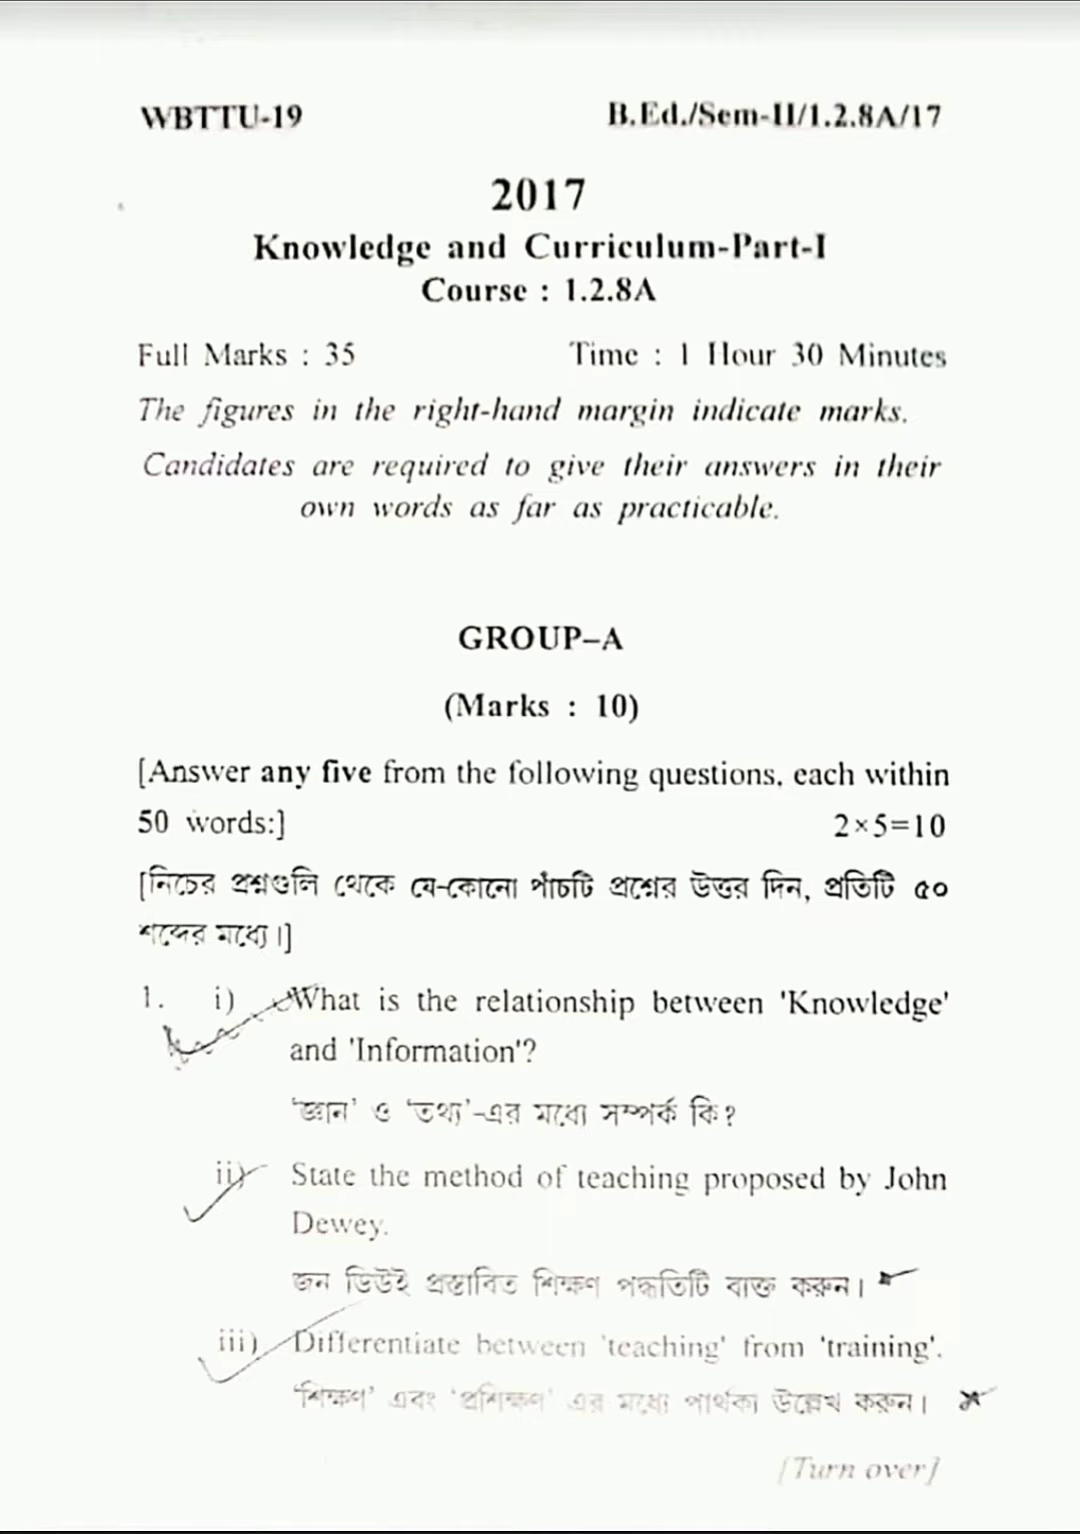 WBTTU-19 B.Ed./Sem-II/1.2.8A/17
2017
Knowledge and Curriculum-Part-I
Course : 1.2.8A
Full Marks : 35 Time : 1 Hour 30 Minutes
The figures in the right-hand margin indicate marks.
Candidates are required to give their answers in their
own words as far as practicable.
GROUP–A
(Marks : 10)
[Answer any five from the following questions, each within
50 words:] 2×5=10
[নিচের প্রশ্নগুলি থেকে যে-কোনো পাঁচটি প্রশ্নের উত্তর দিন, প্রতিটি ৫০
শব্দের মধ্যে।]
1. i) What is the relationship between 'Knowledge'
and 'Information'?
'জ্ঞান' ও 'তথ্য'-এর মধ্যে সম্পর্ক কি?
ii) State the method of teaching proposed by John
Dewey.
জন ডিউই প্রস্তাবিত শিক্ষণ পদ্ধতিটি ব্যক্ত করুন।
iii) Differentiate between 'teaching' from 'training'.
'শিক্ষণ' এবং 'প্রশিক্ষণ' এর মধ্যে পার্থক্য উল্লেখ করুন।
[Turn over]